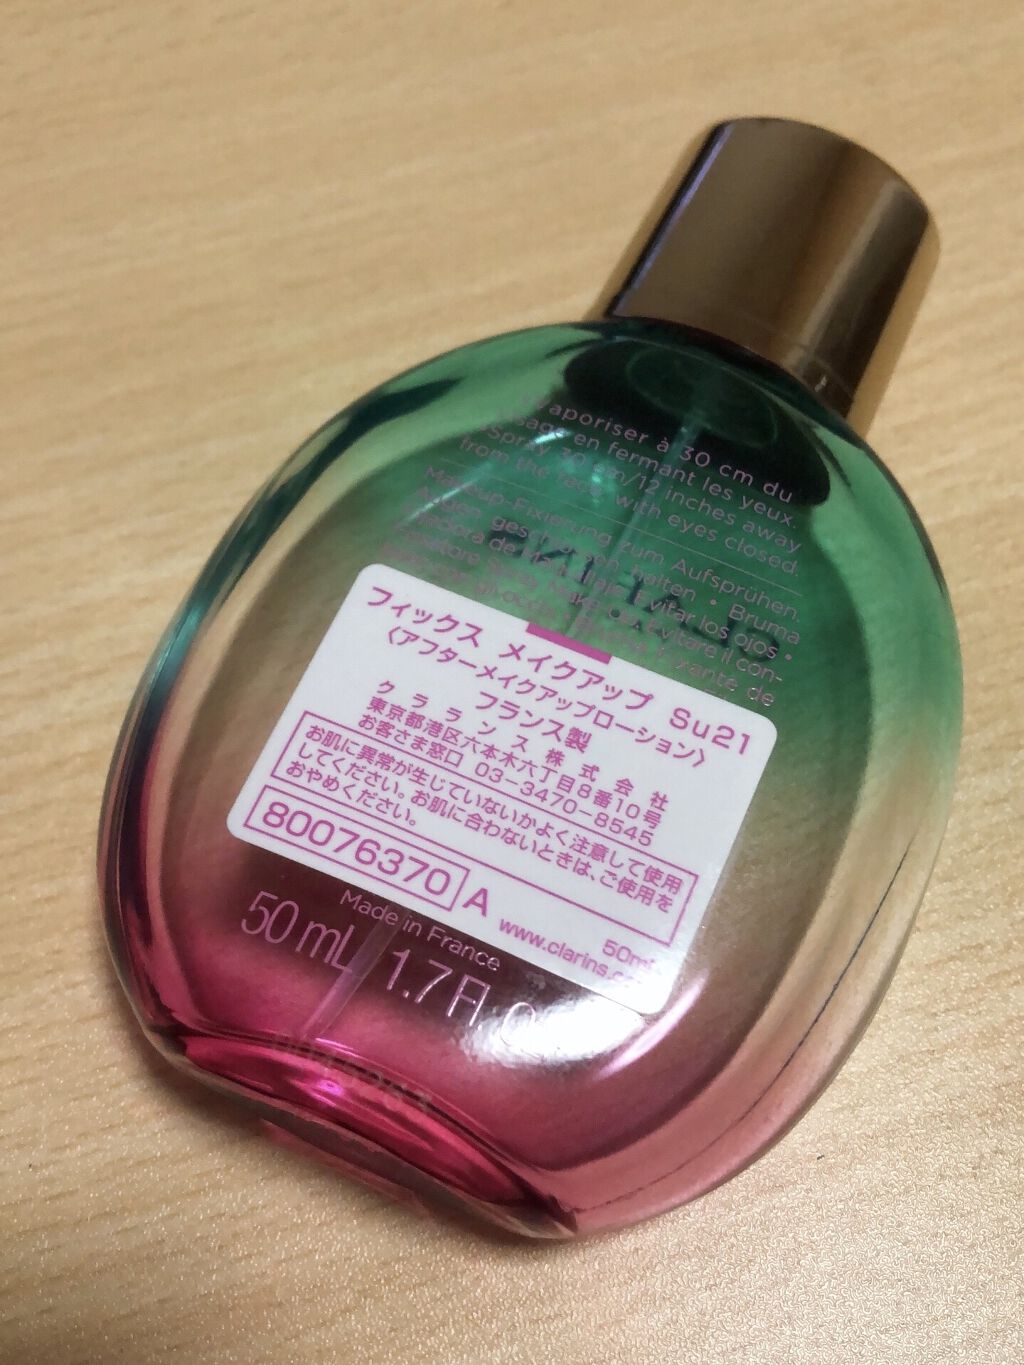 aporiser à 30 cm du
en fermant les yeux.
Spray 30 cm/12 inches away
from the face, with eyes closed.
Makeup-Fixierung zum Aufsprühen.
Augen geschlossen halten • Bruma
Evitar los ojos •
Evitare il con-
de
CLARINS
フィックス メイクアップ Su21
〈アフターメイクアップローション〉
フランス製
クラランス株式会社
東京都港区六本木六丁目8番10号
お客さま窓口 03-3470-8545
お肌に異常が生じていないかよく注意して使用
してください。お肌に合わないときは、ご使用を
おやめください。
80076370 A
50mL
www.clarins.co
Made in France
50 mL 1.7 Fl.